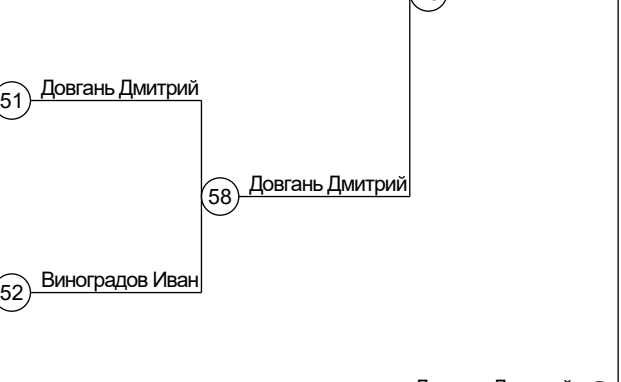 51 Довгань Дмитрий
58 Довгань Дмитрий
52 Виноградов Иван